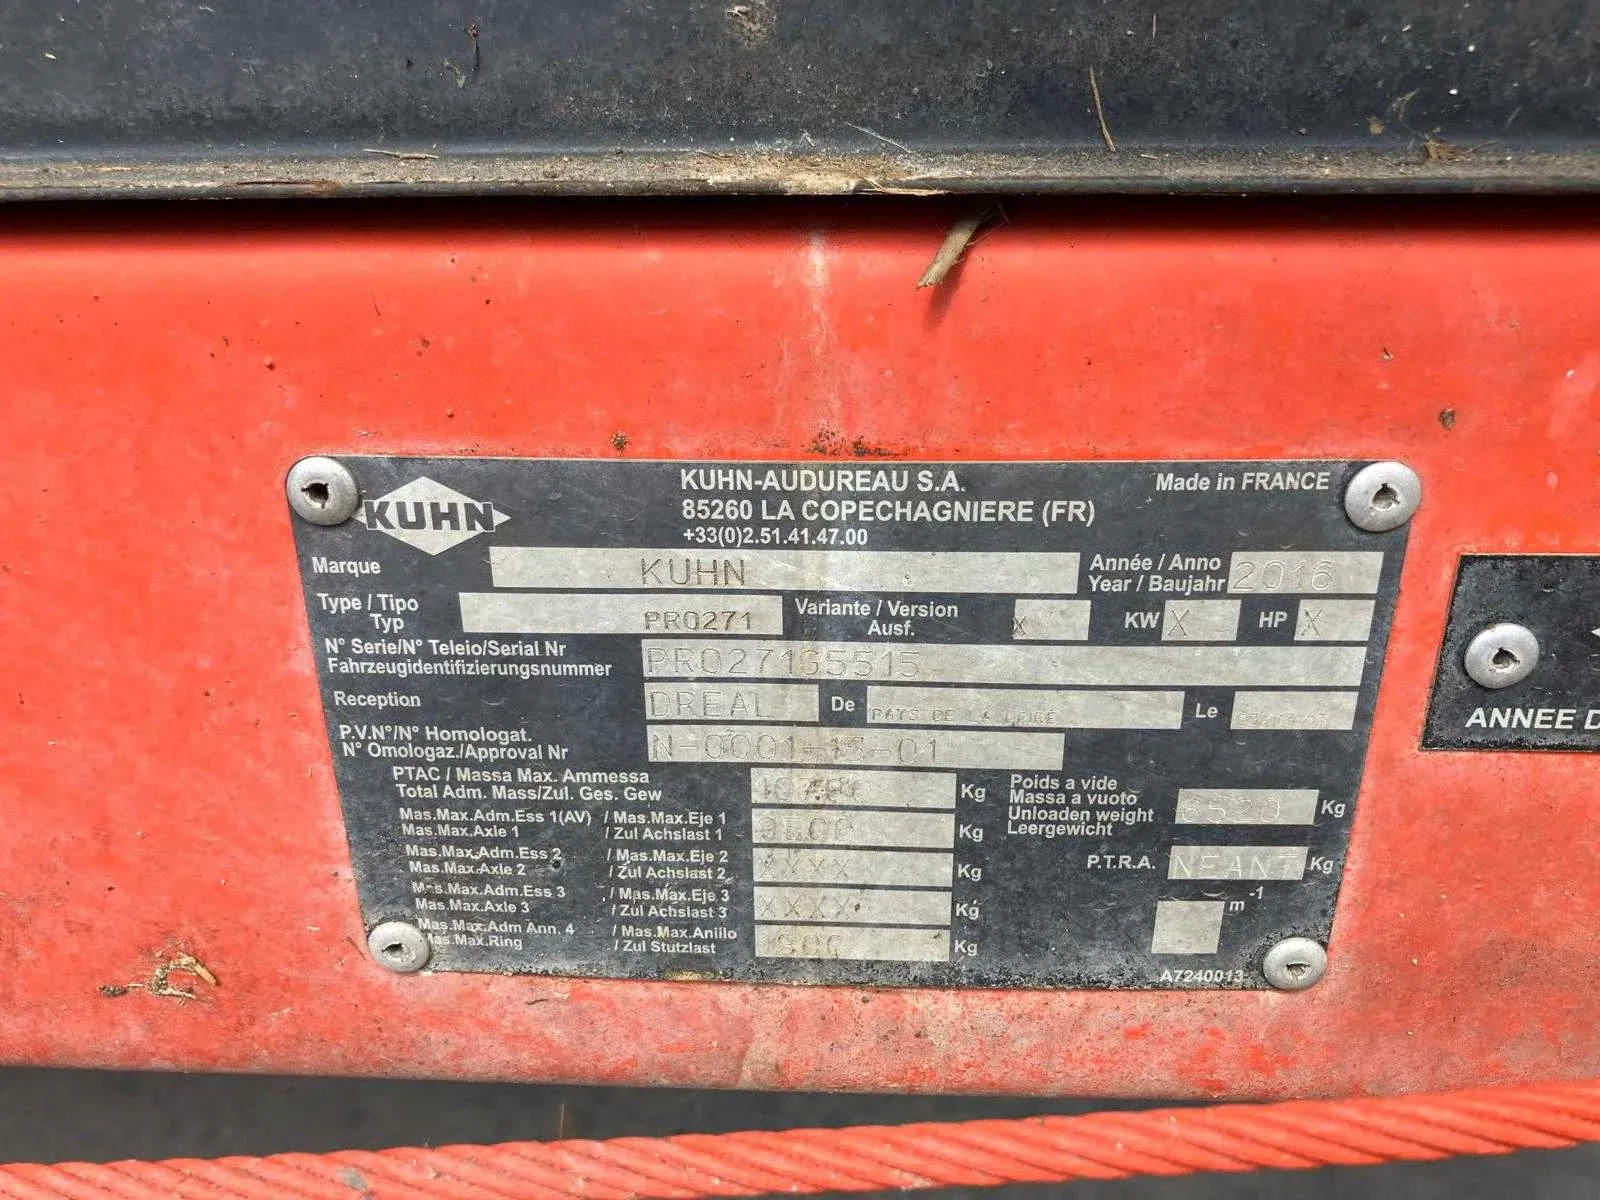 KUHN
KUHN-AUDUREAU S.A.
85260 LA COPECHAGNIERE (FR)
+33(0)2.51.41.47.00
Made in FRANCE
Marque KUHN
Année / Anno
Year / Baujahr 2016
Type / Tipo
Typ PR0271
Variante / Version
Ausf. X
KW X HP X
N° Serie/N° Teleio/Serial Nr
Fahrzeugidentifizierungsnummer PR0271G5515
Reception DREAL De PAYS DE LA LOIRE Le
P.V.N°/N° Homologat.
N° Omologaz./Approval Nr N-0001-15-01
PTAC / Massa Max. Ammessa
Total Adm. Mass/Zul. Ges. Gew Kg
Mas.Max.Adm.Ess 1(AV) / Mas.Max.Eje 1
Mas.Max.Axle 1 / Zul Achslast 1 9500 Kg
Mas.Max.Adm.Ess 2 / Mas.Max.Eje 2
Mas.Max.Axle 2 / Zul Achslast 2 XXXX Kg
Mas.Max.Adm.Ess 3 / Mas.Max.Eje 3
Mas.Max.Axle 3 / Zul Achslast 3 XXXX Kg
Mas.Max.Adm Ann. 4 / Mas.Max.Anillo
Mas.Max.Ring / Zul Stutzlast 1800 Kg
Poids a vide
Massa a vuoto
Unloaden weight
Leergewicht 6520 Kg
P.T.R.A. NEANT Kg
m-1
A7240013
ANNEE D